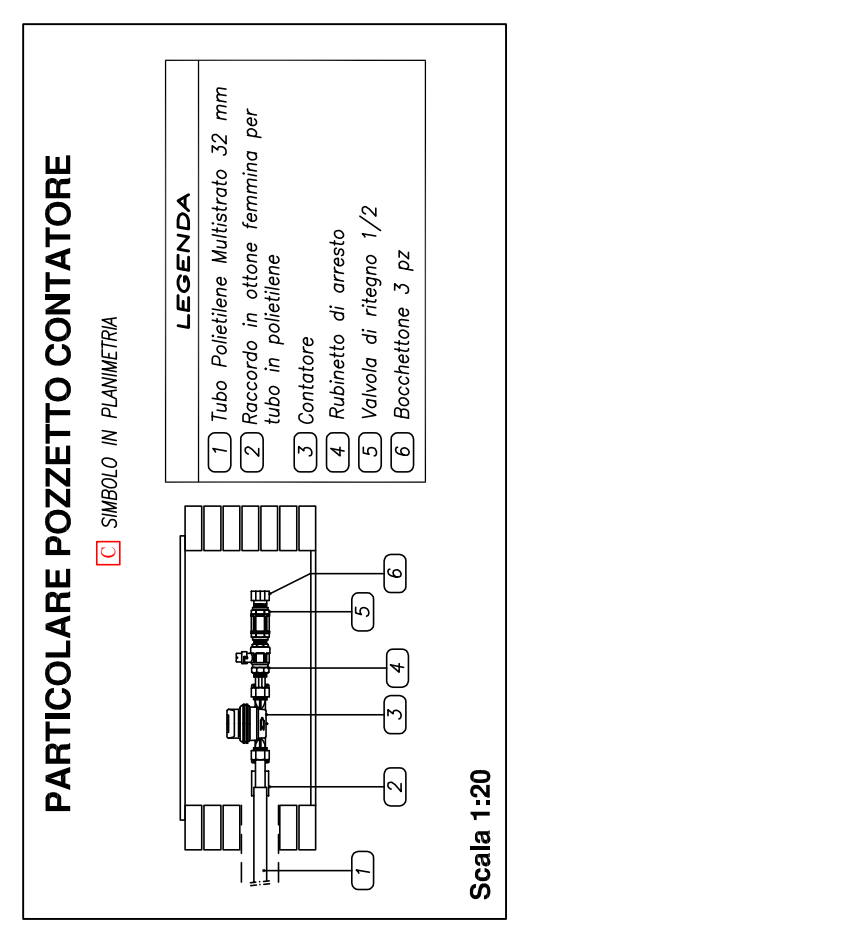 PARTICOLARE POZZETTO CONTATORE
C SIMBOLO IN PLANIMETRIA
LEGENDA
1 Tubo Polietilene Multistrato 32 mm
2 Raccordo in ottone femmina per
tubo in polietilene
3 Contatore
4 Rubinetto di arresto
5 Valvola di ritegno 1/2
6 Bocchettone 3 pz
1
2
3
4
5
6
Scala 1:20